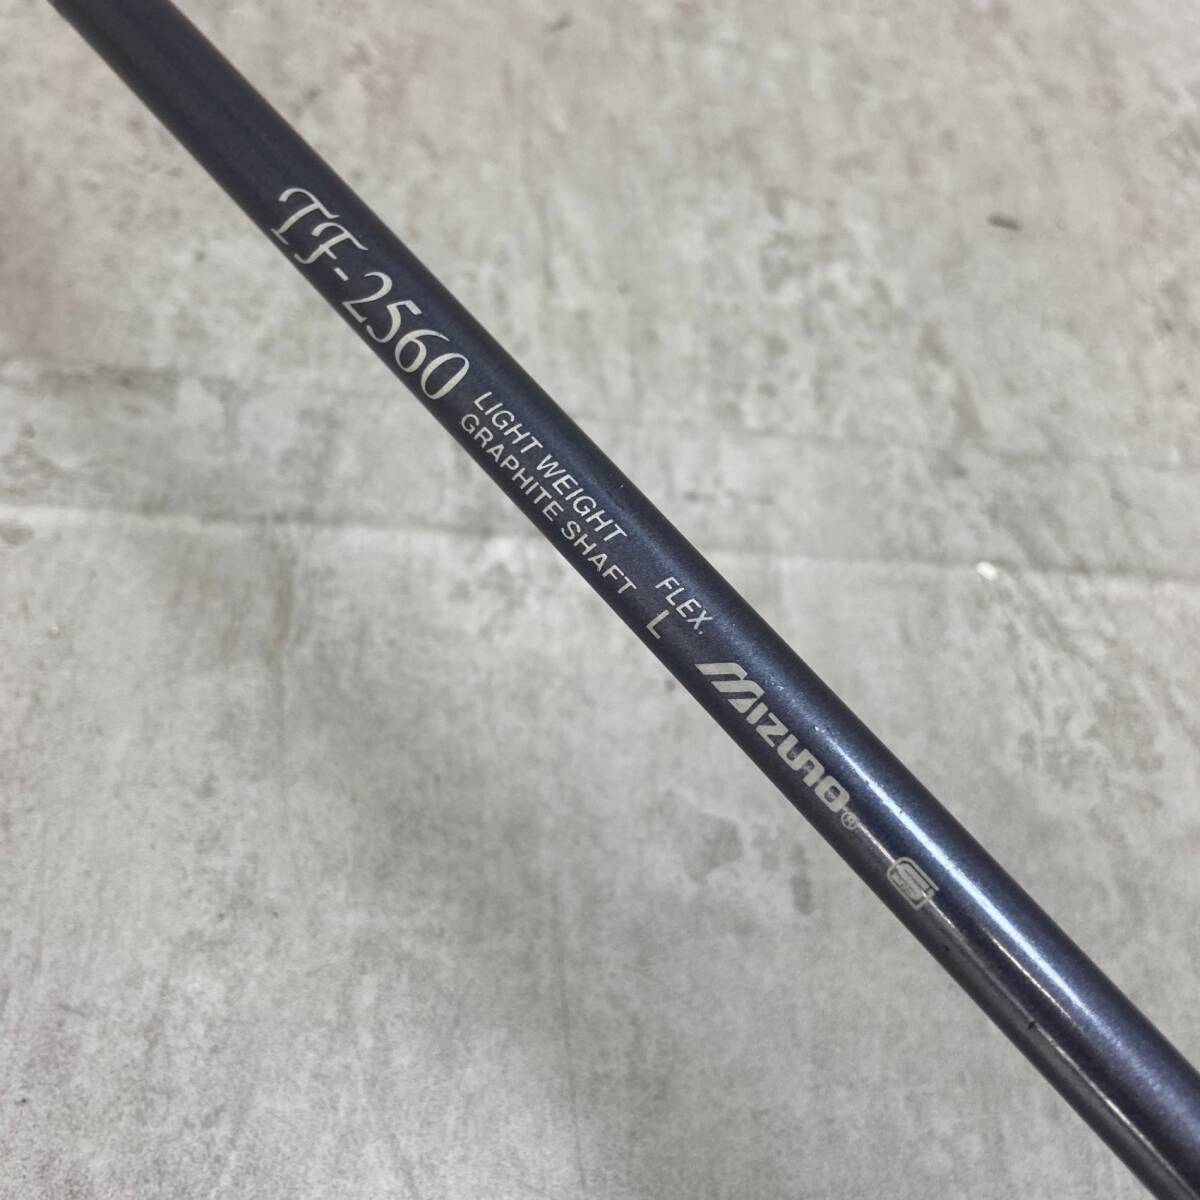 TF-2560
LIGHT WEIGHT
GRAPHITE SHAFT
FLEX.
L
MIZUNO®